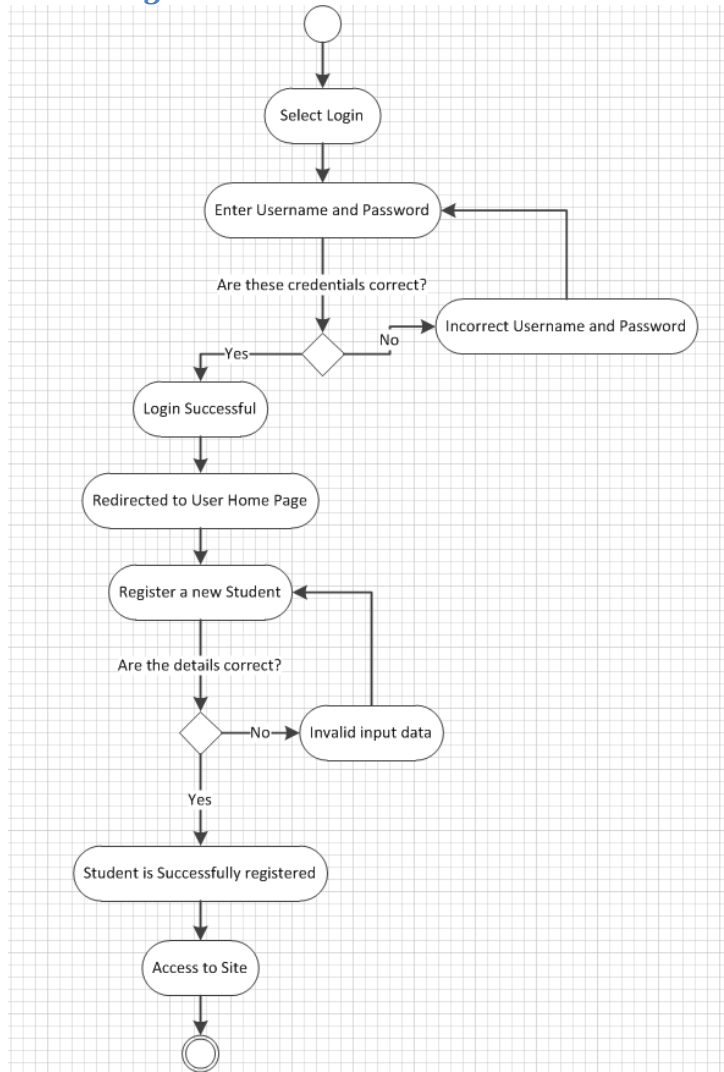 Select Login
Enter Username and Password
Are these credentials correct?
Incorrect Username and Password
No
Yes
Login Successful
Redirected to User Home Page
Register a new Student
Are the details correct?
No
Invalid input data
Yes
Student is Successfully registered
Access to Site